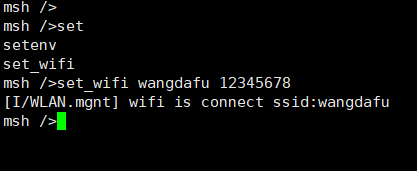 msh />
msh />set
setenv
set_wifi
msh />set_wifi wangdafu 12345678
[I/WLAN.mgnt] wifi is connect ssid:wangdafu
msh />